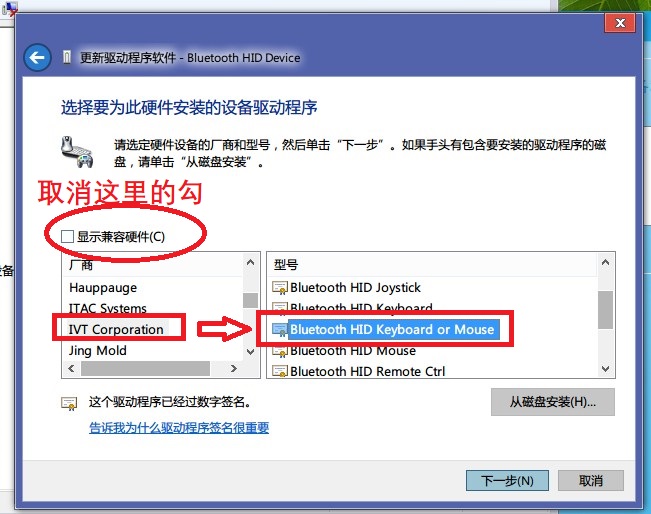 更新驱动程序软件 - Bluetooth HID Device
选择要为此硬件安装的设备驱动程序
请选定硬件设备的厂商和型号，然后单击“下一步”。如果手头有包含要安装的驱动程序的磁
盘，请单击“从磁盘安装”。
取消这里的勾
显示兼容硬件(C)
厂商
Hauppauge
ITAC Systems
IVT Corporation
Jing Mold
型号
Bluetooth HID Joystick
Bluetooth HID Keyboard
Bluetooth HID Keyboard or Mouse
Bluetooth HID Mouse
Bluetooth HID Remote Ctrl
这个驱动程序已经过数字签名。
告诉我为什么驱动程序签名很重要
从磁盘安装(H)...
下一步(N)
取消
设备